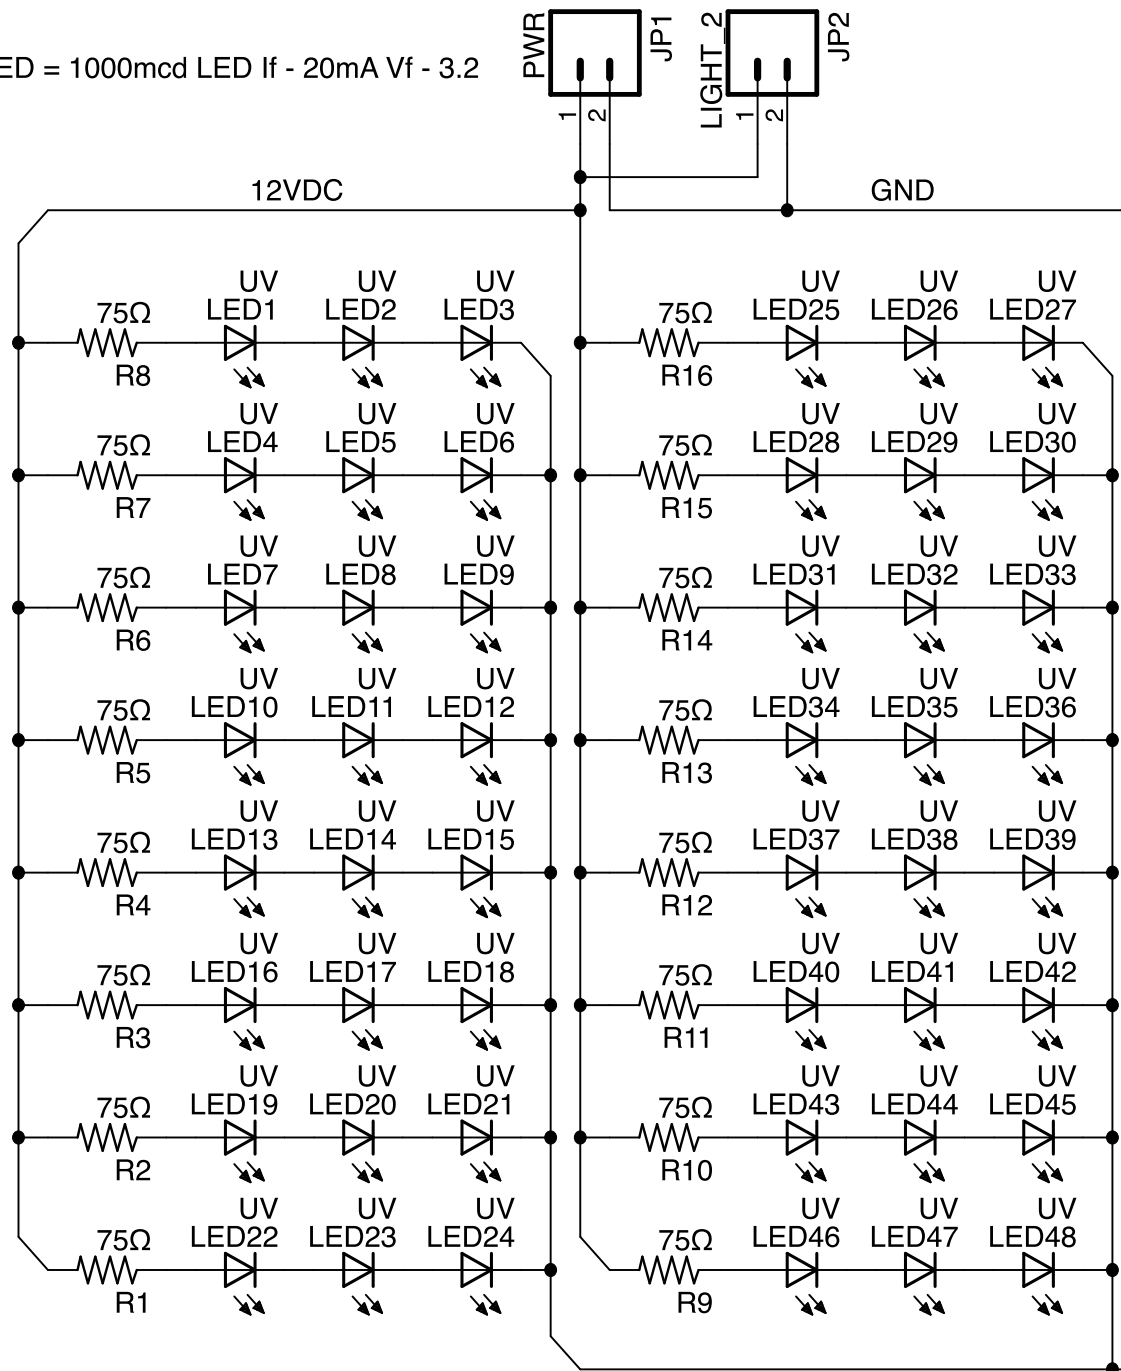 ED = 1000mcd LED If - 20mA Vf - 3.2
PWR
JP1
LIGHT_2
JP2
1
2
1
2
12VDC
GND
UV UV UV UV UV UV
75Ω LED1 LED2 LED3 75Ω LED25 LED26 LED27
R8 R16
UV UV UV UV UV UV
75Ω LED4 LED5 LED6 75Ω LED28 LED29 LED30
R7 R15
UV UV UV UV UV UV
75Ω LED7 LED8 LED9 75Ω LED31 LED32 LED33
R6 R14
UV UV UV UV UV UV
75Ω LED10 LED11 LED12 75Ω LED34 LED35 LED36
R5 R13
UV UV UV UV UV UV
75Ω LED13 LED14 LED15 75Ω LED37 LED38 LED39
R4 R12
UV UV UV UV UV UV
75Ω LED16 LED17 LED18 75Ω LED40 LED41 LED42
R3 R11
UV UV UV UV UV UV
75Ω LED19 LED20 LED21 75Ω LED43 LED44 LED45
R2 R10
UV UV UV UV UV UV
75Ω LED22 LED23 LED24 75Ω LED46 LED47 LED48
R1 R9